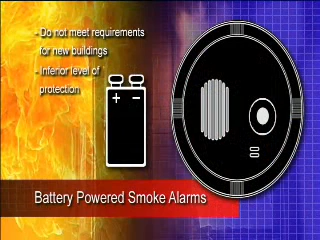 - Do not meet requirements
for new buildings
- Inferior level of
protection
+ −
Battery Powered Smoke Alarms